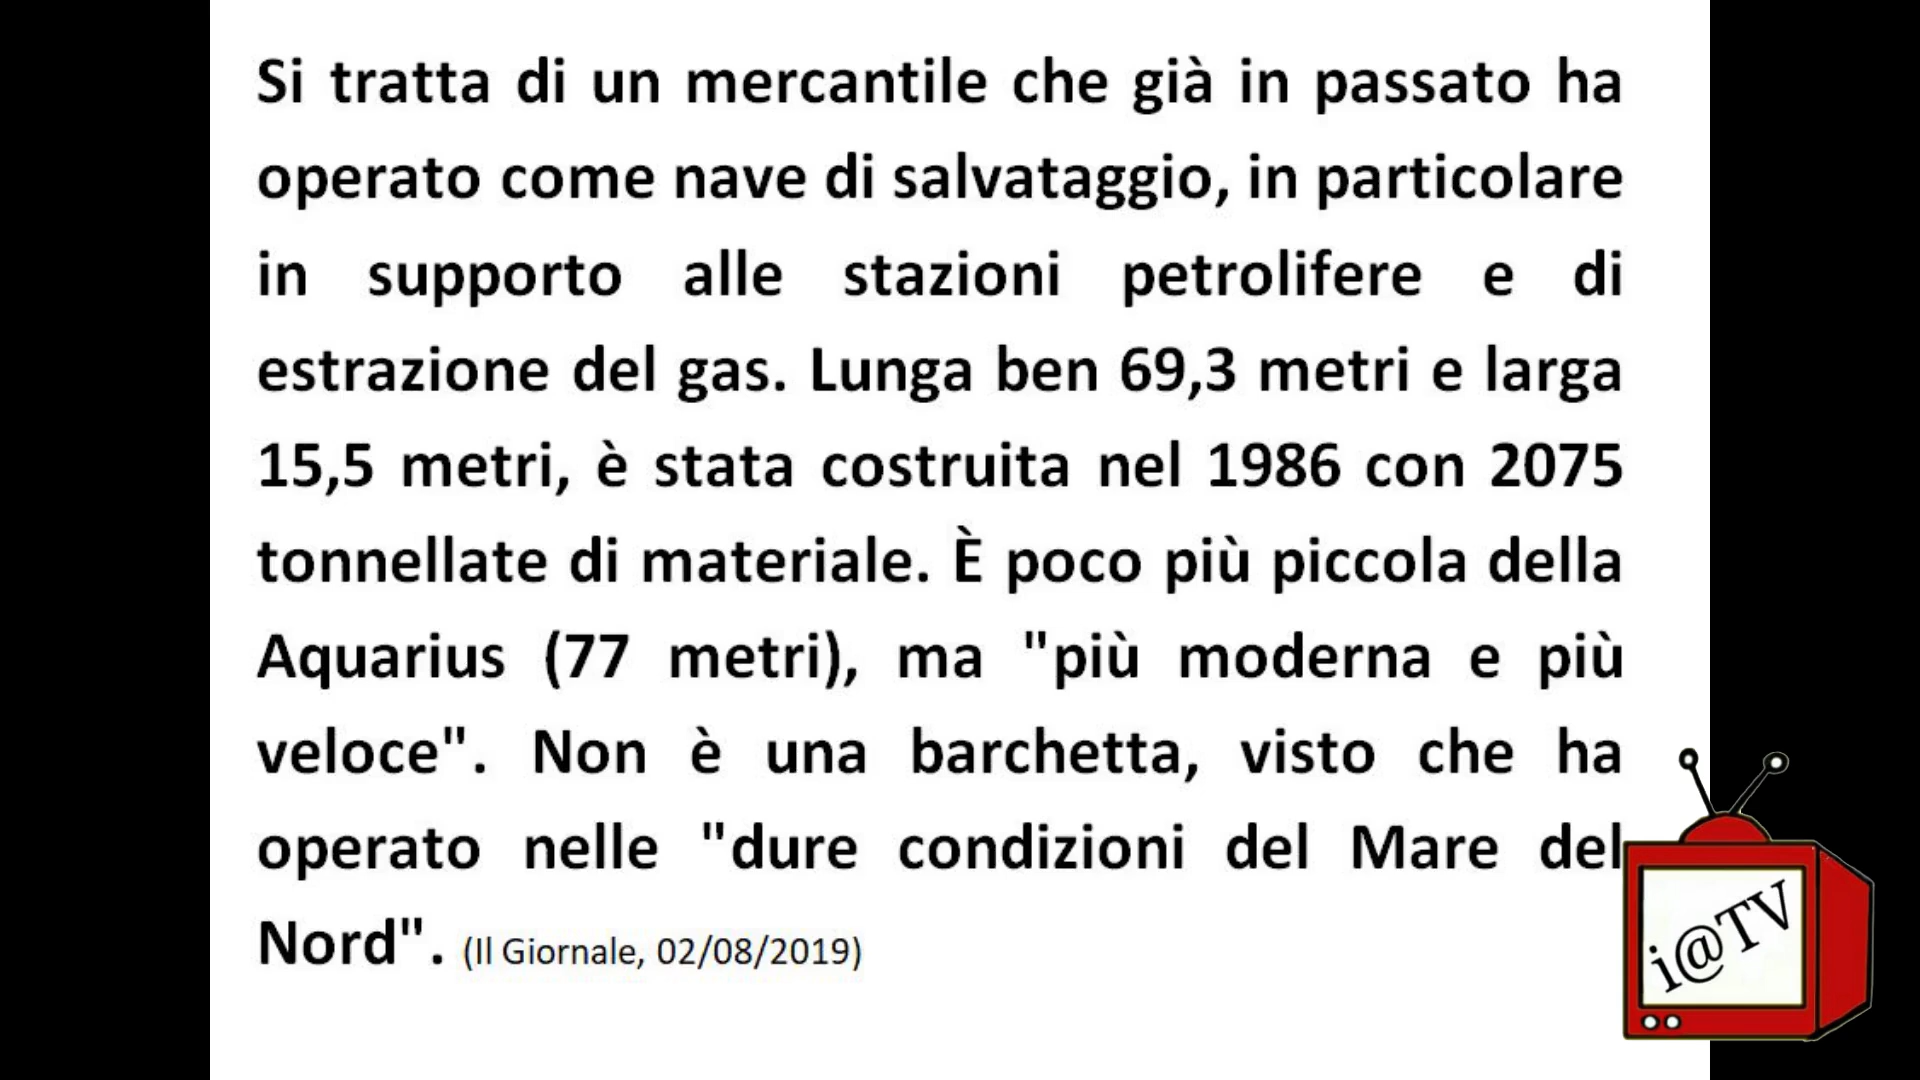 Si tratta di un mercantile che già in passato ha
operato come nave di salvataggio, in particolare
in supporto alle stazioni petrolifere e di
estrazione del gas. Lunga ben 69,3 metri e larga
15,5 metri, è stata costruita nel 1986 con 2075
tonnellate di materiale. È poco più piccola della
Aquarius (77 metri), ma "più moderna e più
veloce". Non è una barchetta, visto che ha
operato nelle "dure condizioni del Mare del
Nord". (Il Giornale, 02/08/2019)
i@TV